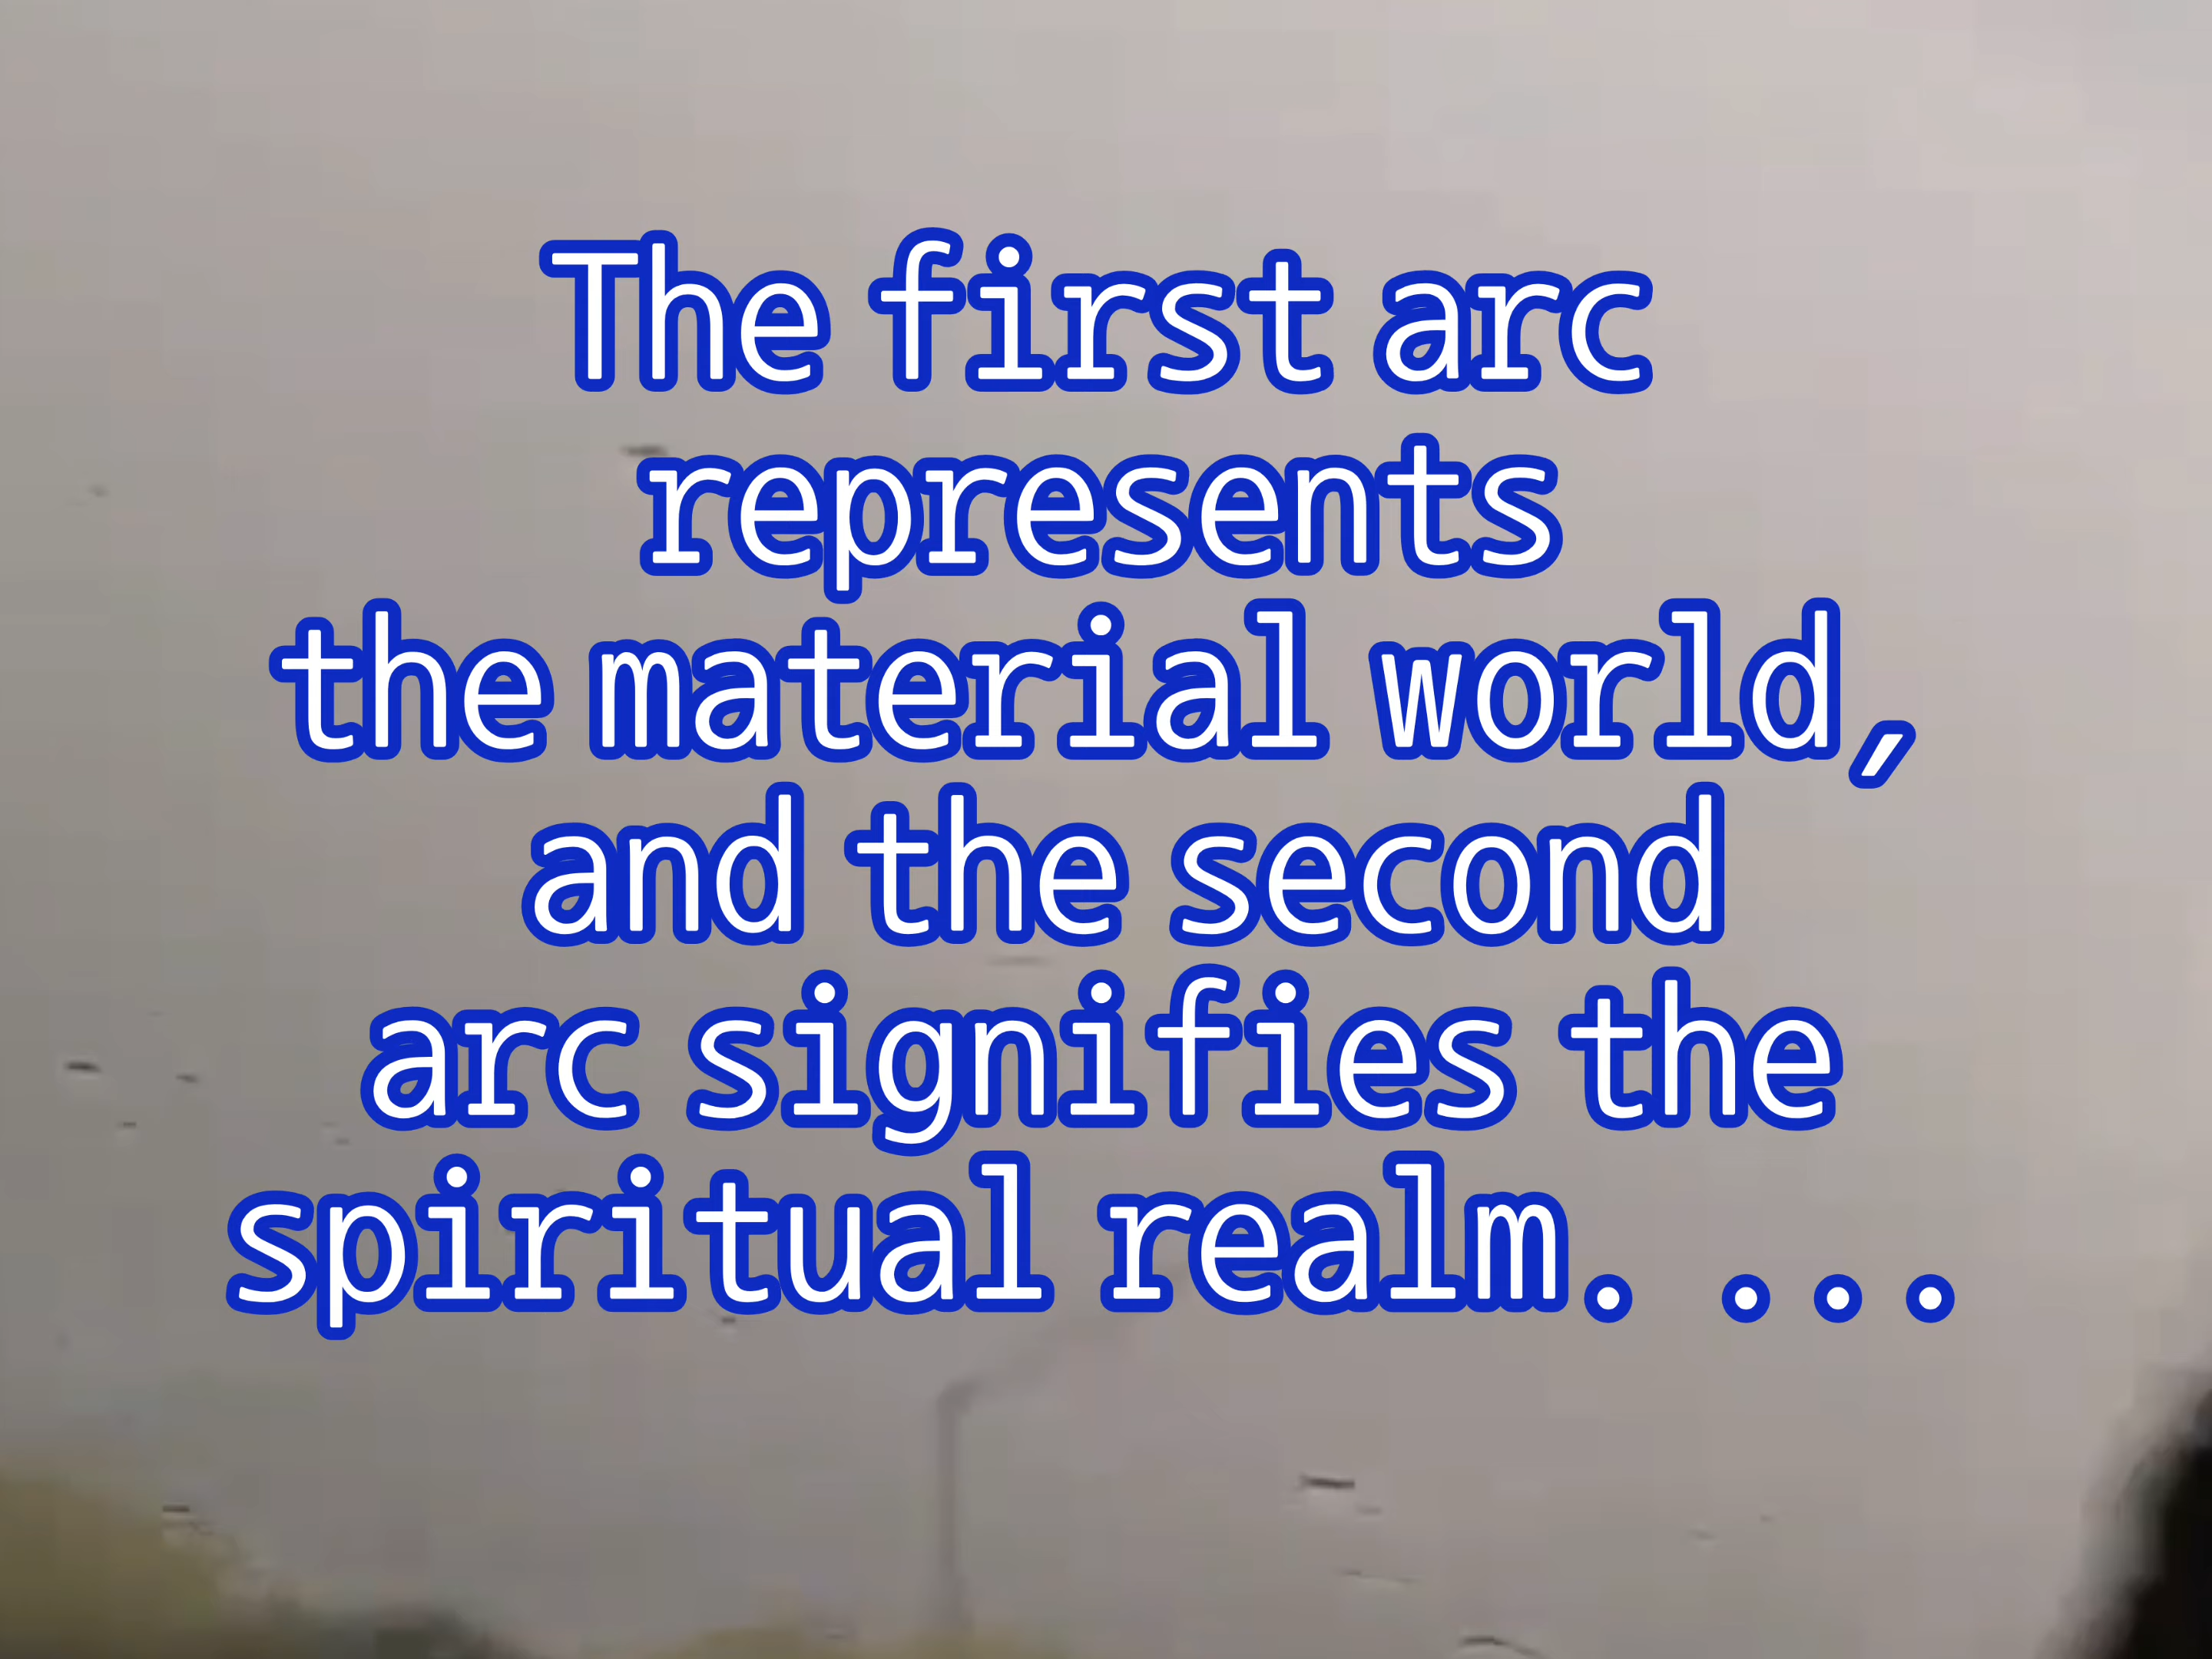 The first arc
represents
the material world,
and the second
arc signifies the
spiritual realm. ...